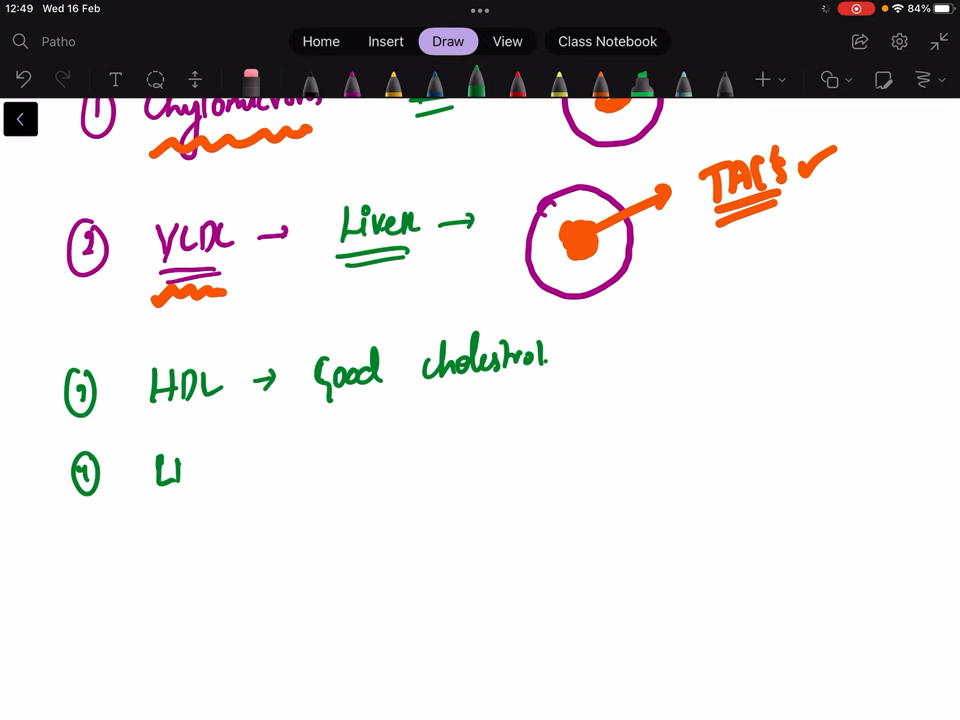 12:49 Wed 16 Feb 84%
Patho Home Insert Draw View Class Notebook
① Chylomicrons
② VLDL → Liver → TAG's ✓
③ HDL → Good cholestrol.
④ LI